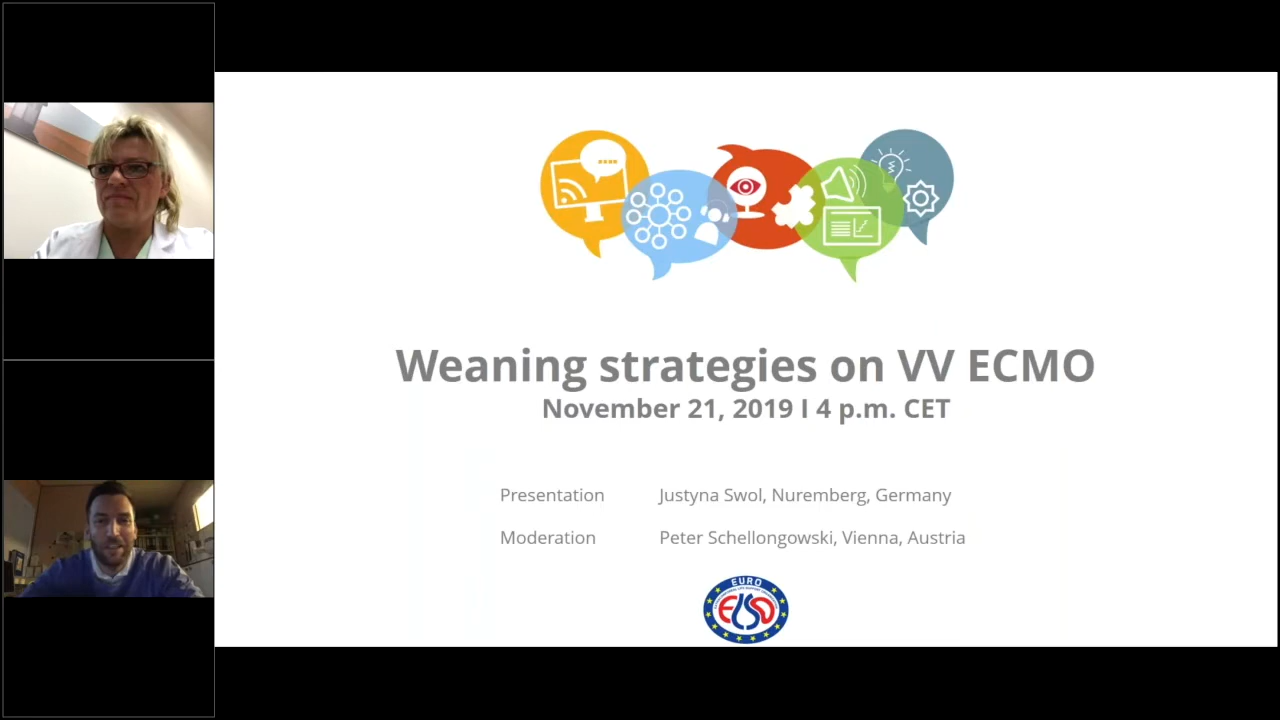 Weaning strategies on VV ECMO
November 21, 2019 I 4 p.m. CET
Presentation Justyna Swol, Nuremberg, Germany
Moderation Peter Schellongowski, Vienna, Austria
EURO
ELSO